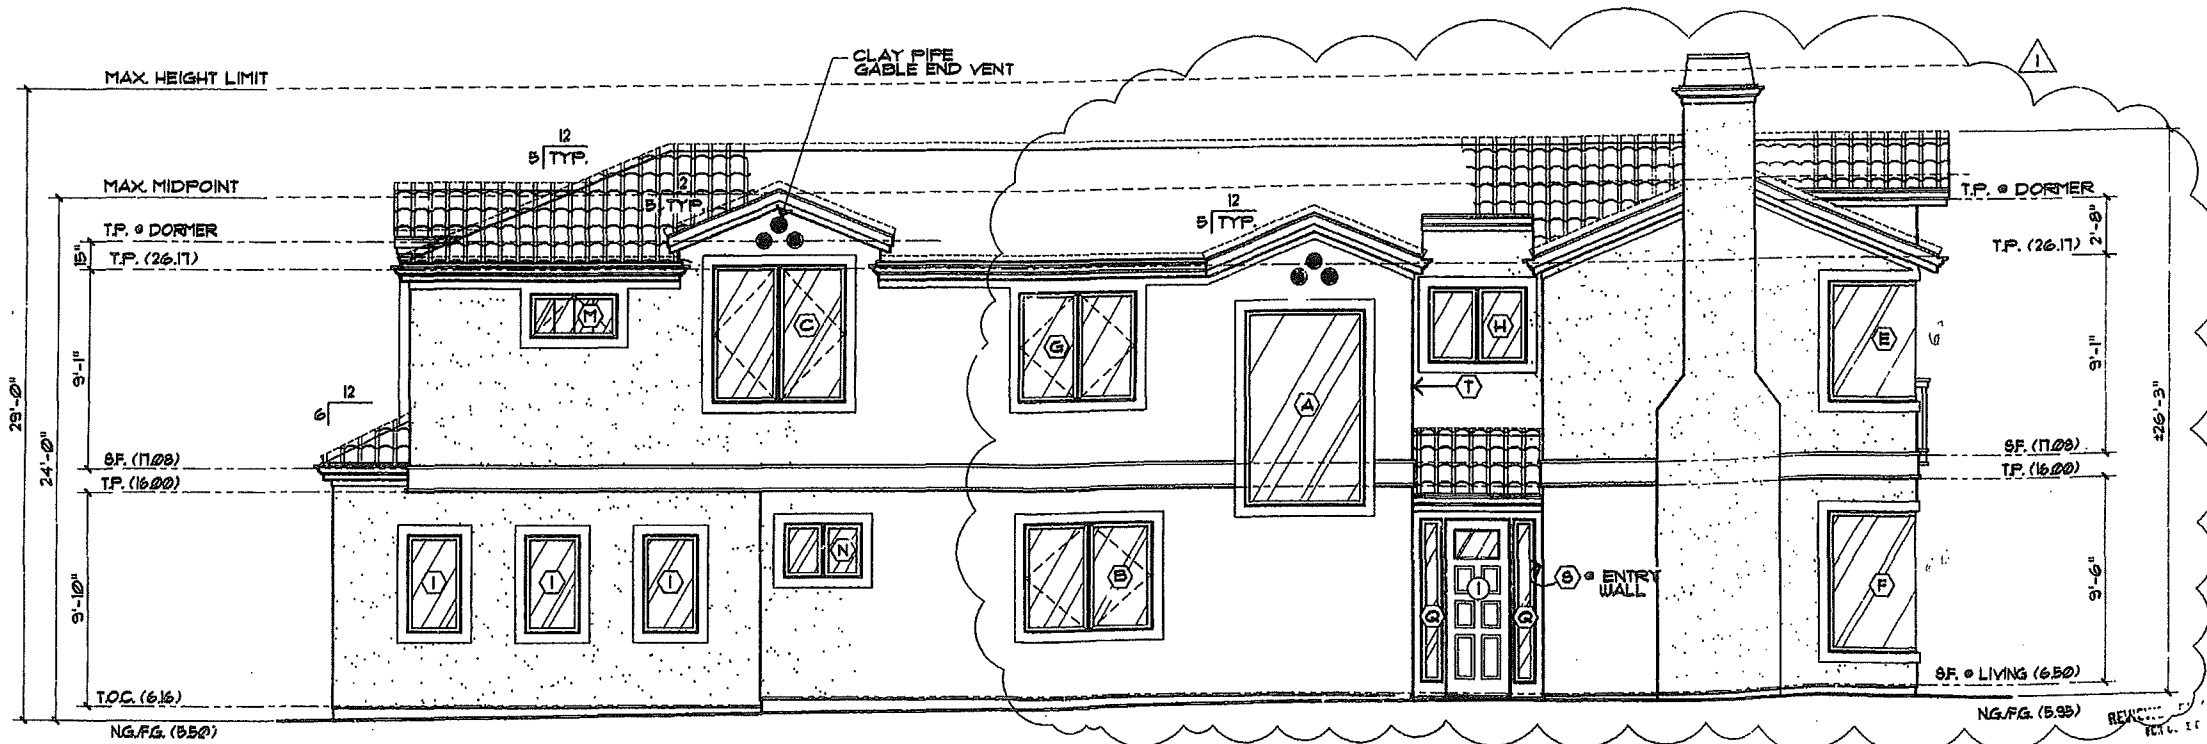 CLAY PIPE
GABLE END VENT
MAX. HEIGHT LIMIT
1
12
5 TYP.
MAX. MIDPOINT
12
5 TYP.
12
5 TYP.
T.P. @ DORMER
T.P. @ DORMER
15"
T.P. (26.17)
2'-8"
T.P. (26.17)
M
C
G
H
E
6'
A
T
9'-1"
9'-1"
29'-0"
24'-0"
±26'-3"
12
6
S.F. (17.08)
T.P. (16.00)
S.F. (17.08)
T.P. (16.00)
I
I
I
N
B
Q
1
Q
S @ ENTRY
WALL
F
9'-10"
9'-6"
T.O.C. (6.16)
S.F. @ LIVING (6.50)
N.G./F.G. (5.50)
N.G./F.G. (5.95)